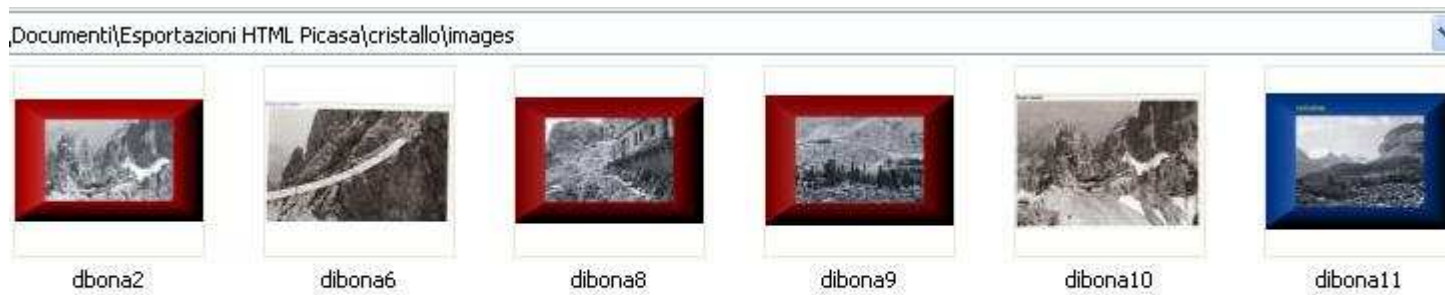 \Documenti\Esportazioni HTML Picasa\cristallo\images
dbona2
dibona6
dibona8
dibona9
dibona10
dibona11